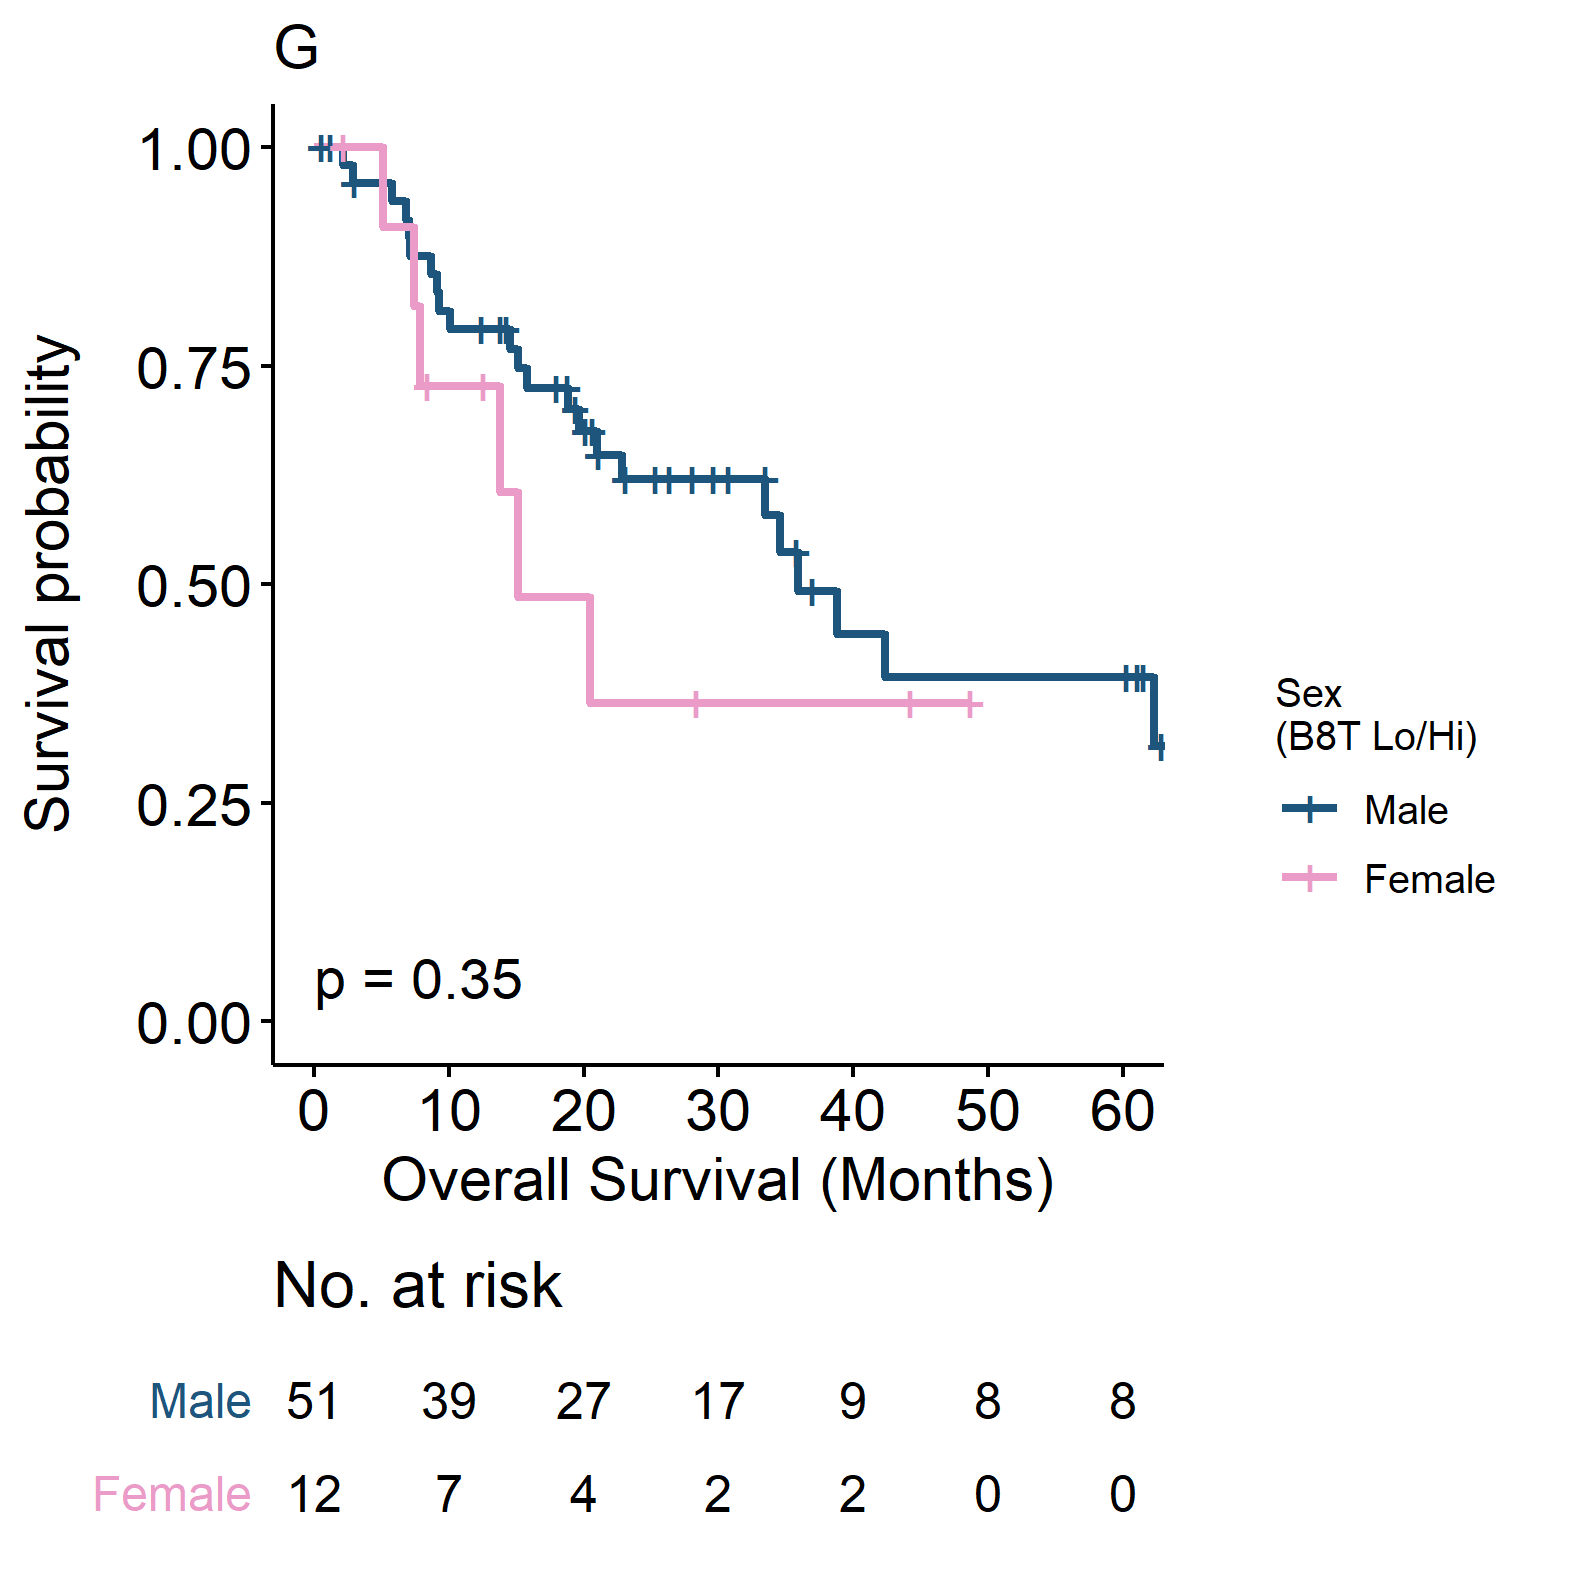 G
Survival probability
1.00
0.75
0.50
0.25
0.00
p = 0.35
0 10 20 30 40 50 60
Overall Survival (Months)
Sex
(B8T Lo/Hi)
Male
Female
No. at risk
Male 51 39 27 17 9 8 8
Female 12 7 4 2 2 0 0